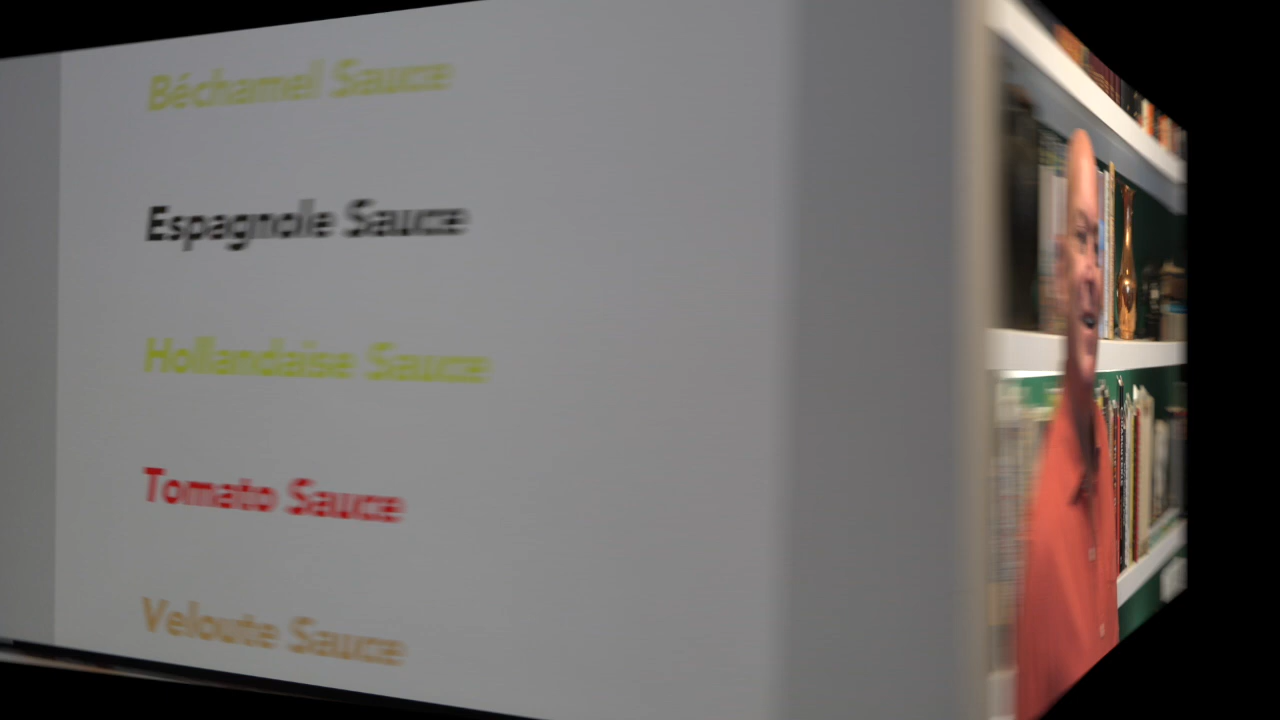 Béchamel Sauce
Espagnole Sauce
Hollandaise Sauce
Tomato Sauce
Veloute Sauce